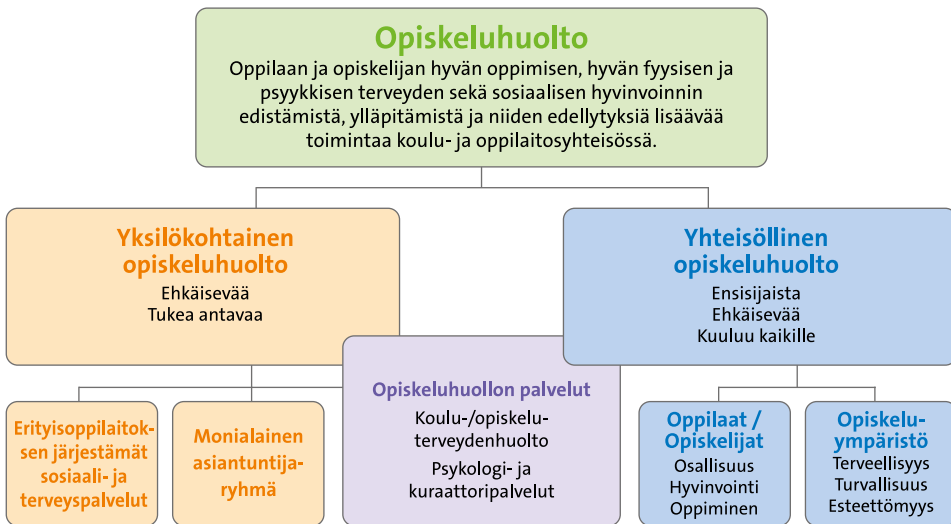 Opiskeluhuolto
Oppilaan ja opiskelijan hyvän oppimisen, hyvän fyysisen ja
psyykkisen terveyden sekä sosiaalisen hyvinvoinnin
edistämistä, ylläpitämistä ja niiden edellytyksiä lisäävää
toimintaa koulu- ja oppilaitosyhteisössä.
Yksilökohtainen
opiskeluhuolto
Ehkäisevää
Tukea antavaa
Yhteisöllinen
opiskeluhuolto
Ensisijaista
Ehkäisevää
Kuuluu kaikille
Erityisoppilaitok-
sen järjestämät
sosiaali- ja
terveyspalvelut
Monialainen
asiantuntija-
ryhmä
Opiskeluhuollon palvelut
Koulu-/opiskelu-
terveydenhuolto
Psykologi- ja
kuraattoripalvelut
Oppilaat /
Opiskelijat
Osallisuus
Hyvinvointi
Oppiminen
Opiskelu-
ympäristö
Terveellisyys
Turvallisuus
Esteettömyys